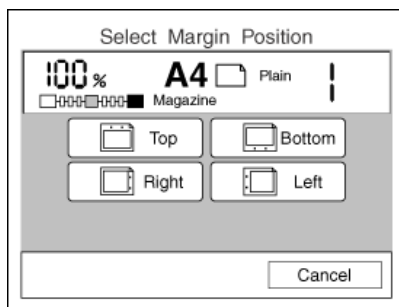 Select Margin Position
100 % A4 Plain 1
Magazine
Top Bottom
Right Left
Cancel